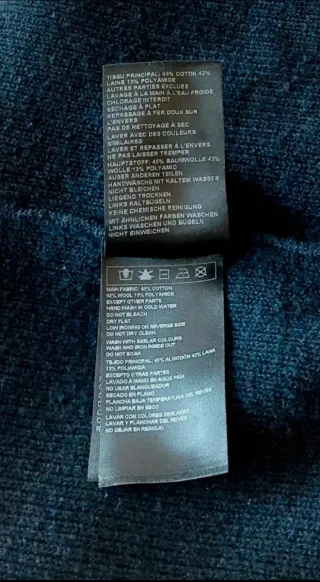 TISSU PRINCIPAL: 45% COTON 42%
LAINE 13% POLYAMIDE
AUTRES PARTIES EXCLUES
LAVAGE À LA MAIN À L'EAU FROIDE
CHLORAGE INTERDIT
SECHAGE À PLAT
REPASSAGE À FER DOUX SUR
L'ENVERS
PAS DE NETTOYAGE À SEC
LAVER AVEC DES COULEURS
SIMILAIRES
LAVER ET REPASSER À L'ENVERS
NE PAS LAISSER TREMPER
HAUPTSTOFF: 45% BAUMWOLLE 42%
WOLLE 13% POLYAMID
AUßER ANDEREN TEILEN
HANDWÄSCHE MIT KALTEM WASSER
NICHT BLEICHEN
LIEGEND TROCKNEN
LINKS KALTBÜGELN
KEINE CHEMISCHE REINIGUNG
MIT ÄHNLICHEN FARBEN WASCHEN
LINKS WASCHEN UND BÜGELN
NICHT EINWEICHEN
MAIN FABRIC: 45% COTTON
42% WOOL 13% POLYAMIDE
EXCEPT OTHER PARTS
HAND WASH IN COLD WATER
DO NOT BLEACH
DRY FLAT
LOW IRONING ON REVERSE SIDE
DO NOT DRY CLEAN
WASH WITH SIMILAR COLOURS
WASH AND IRON INSIDE OUT
DO NOT SOAK
TEJIDO PRINCIPAL: 45% ALGODÓN 42% LANA
13% POLIAMIDA
EXCEPTO OTRAS PARTES
LAVADO A MANO EN AGUA FRÍA
NO USAR BLANQUEADOR
SECADO EN PLANO
PLANCHA BAJA TEMPERATURA DEL REVÉS
NO LIMPIAR EN SECO
LAVAR CON COLORES SIMILARES
LAVAR Y PLANCHAR DEL REVÉS
NO DEJAR EN REMOJO